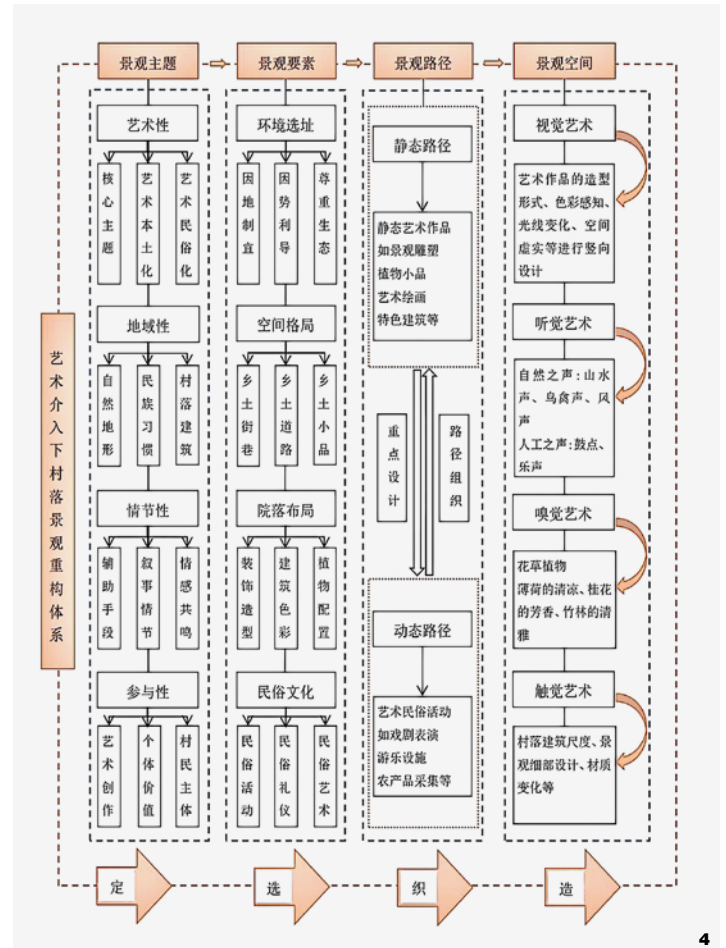 艺术介入下村落景观重构体系
景观主题
景观要素
景观路径
景观空间
艺术性
核心主题
艺术本土化
艺术民俗化
地域性
自然地形
民族习惯
村落建筑
情节性
辅助手段
叙事情节
情感共鸣
参与性
艺术创作
个体价值
村民主体
环境选址
因地制宜
因势利导
尊重生态
空间格局
乡土街巷
乡土道路
乡土小品
院落布局
装饰造型
建筑色彩
植物配置
民俗文化
民俗活动
民俗礼仪
民俗艺术
静态路径
静态艺术作品
如景观雕塑
植物小品
艺术绘画
特色建筑等
重点设计
路径组织
动态路径
艺术民俗活动
如戏剧表演
游乐设施
农产品采集等
视觉艺术
艺术作品的造型
形式、色彩感知、
光线变化、空间
虚实等进行竖向
设计
听觉艺术
自然之声:山水
声、鸟禽声、风
声
人工之声:鼓点、
乐声
嗅觉艺术
花草植物
薄荷的清凉、桂花
的芳香、竹林的清
雅
触觉艺术
村落建筑尺度、景
观细部设计、材质
变化等
定
选
织
造
4